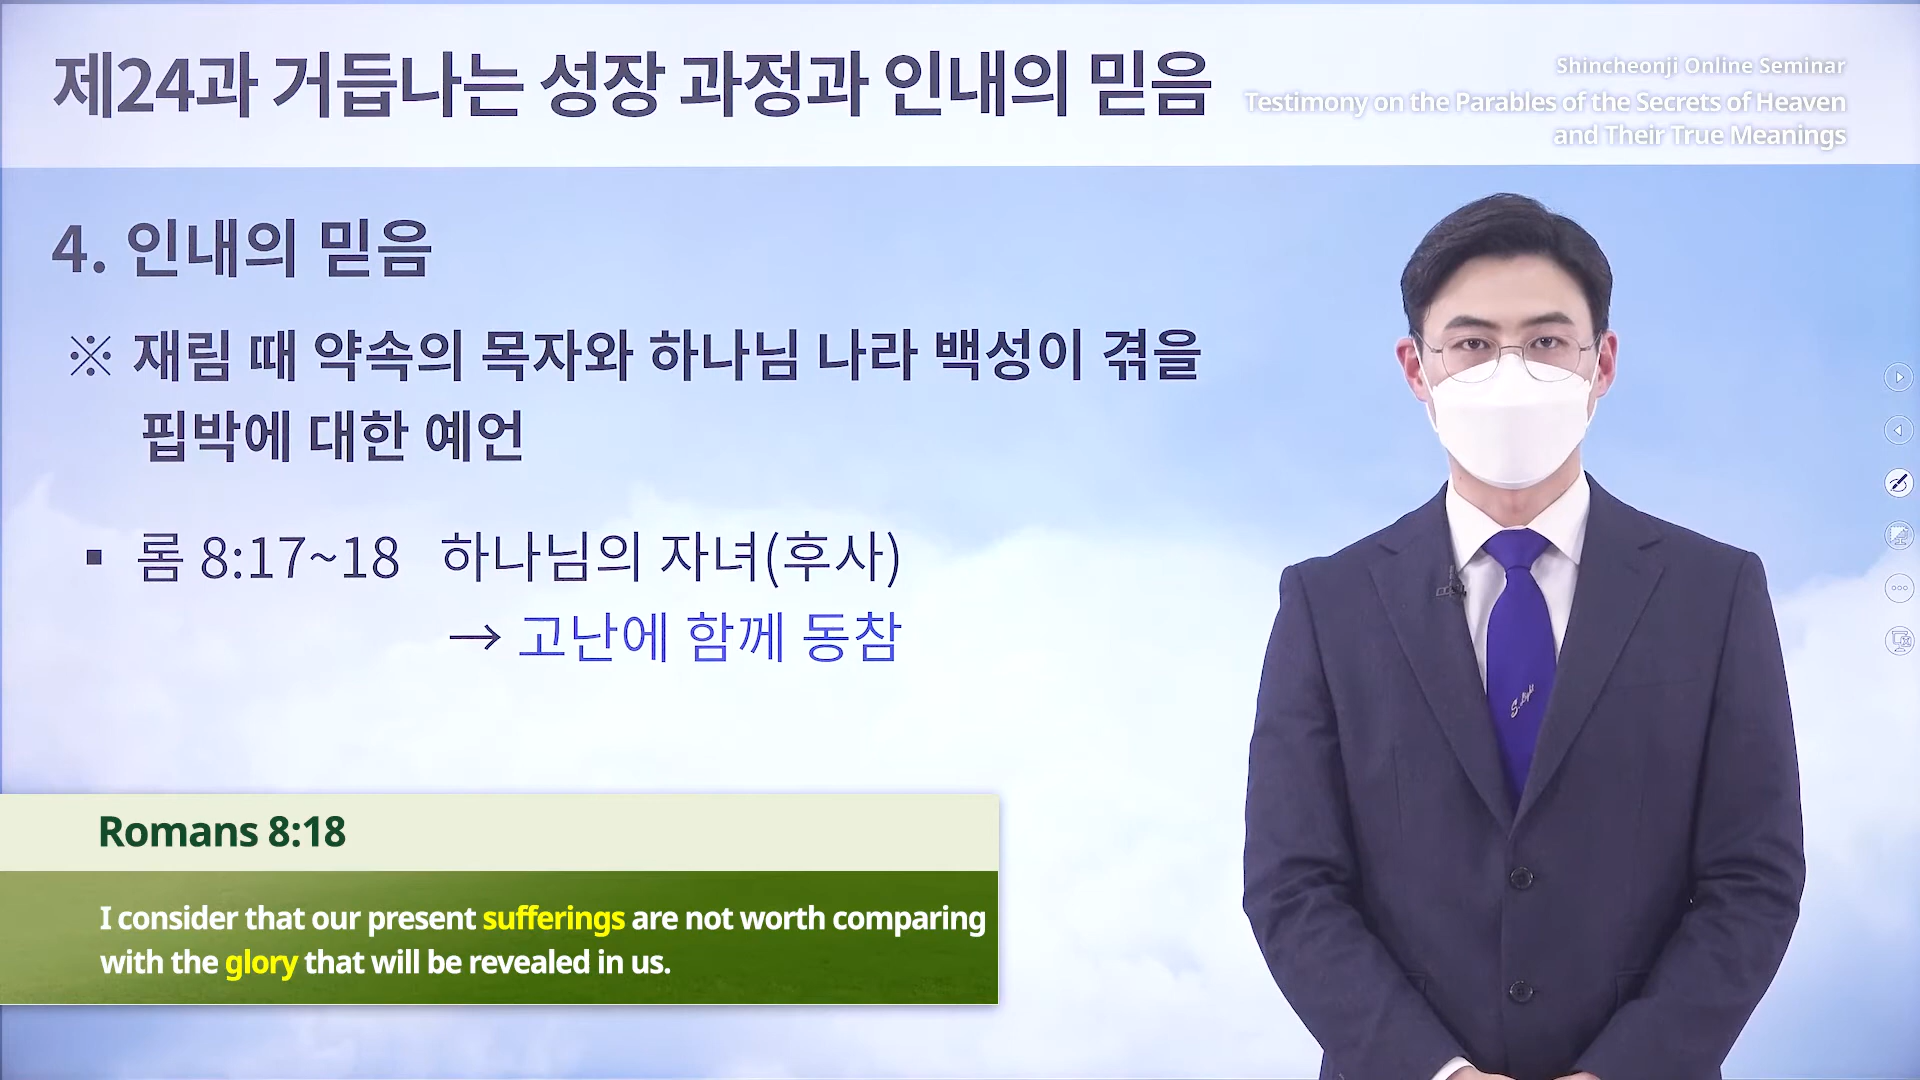 제24과 거듭나는 성장 과정과 인내의 믿음
Shincheonji Online Seminar
Testimony on the Parables of the Secrets of Heaven
and Their True Meanings
4. 인내의 믿음
※ 재림 때 약속의 목자와 하나님 나라 백성이 겪을
핍박에 대한 예언
▪ 롬 8:17~18 하나님의 자녀(후사)
→ 고난에 함께 동참
S. Light
Romans 8:18
I consider that our present sufferings are not worth comparing
with the glory that will be revealed in us.